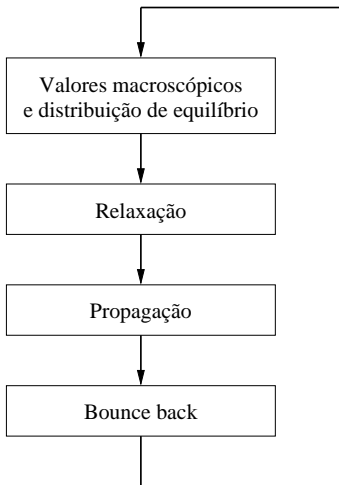 Valores macroscópicos
e distribuição de equilíbrio
Relaxação
Propagação
Bounce back